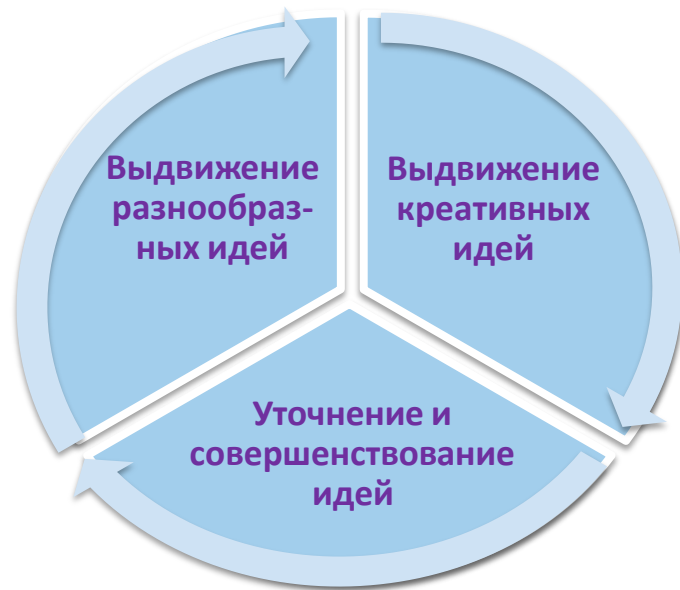 Выдвижение
разнообраз-
ных идей
Выдвижение
креативных
идей
Уточнение и
совершенствование
идей